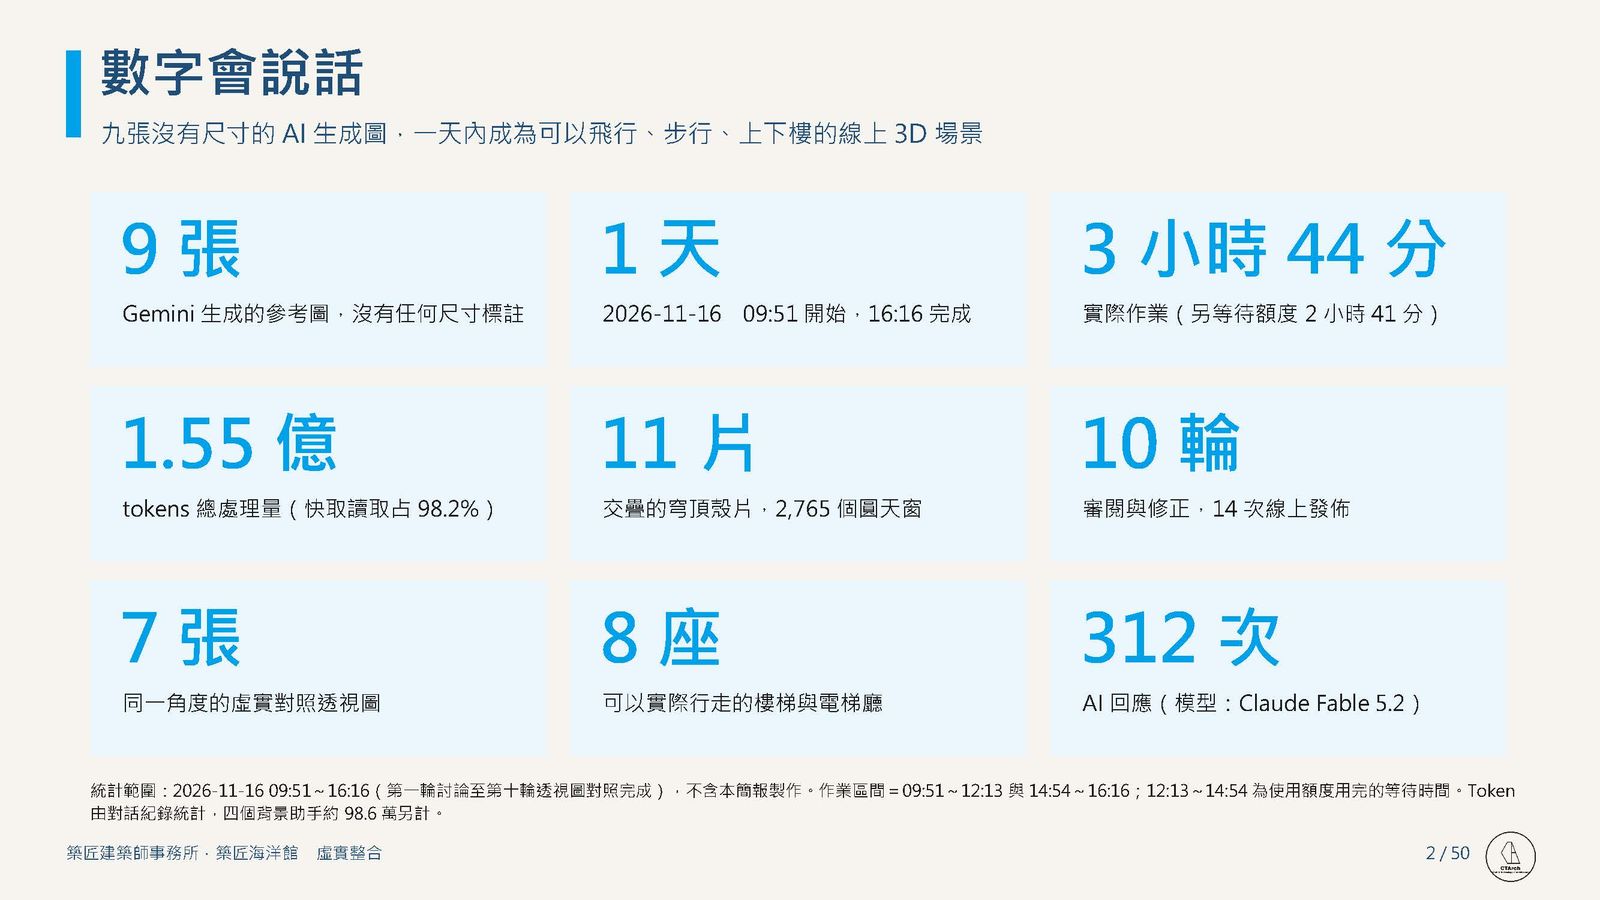 數字會說話
九張沒有尺寸的 AI 生成圖，一天內成為可以飛行、步行、上下樓的線上 3D 場景
9 張
Gemini 生成的參考圖，沒有任何尺寸標註
1 天
2026-11-16　09:51 開始，16:16 完成
3 小時 44 分
實際作業（另等待額度 2 小時 41 分）
1.55 億
tokens 總處理量（快取讀取占 98.2%）
11 片
交疊的穹頂殼片，2,765 個圓天窗
10 輪
審閱與修正，14 次線上發佈
7 張
同一角度的虛實對照透視圖
8 座
可以實際行走的樓梯與電梯廳
312 次
AI 回應（模型：Claude Fable 5.2）
統計範圍：2026-11-16 09:51～16:16（第一輪討論至第十輪透視圖對照完成），不含本簡報製作。作業區間＝09:51～12:13 與 14:54～16:16；12:13～14:54 為使用額度用完的等待時間。Token
由對話紀錄統計，四個背景助手約 98.6 萬另計。
築匠建築師事務所．築匠海洋館　虛實整合
2 / 50
CTArch